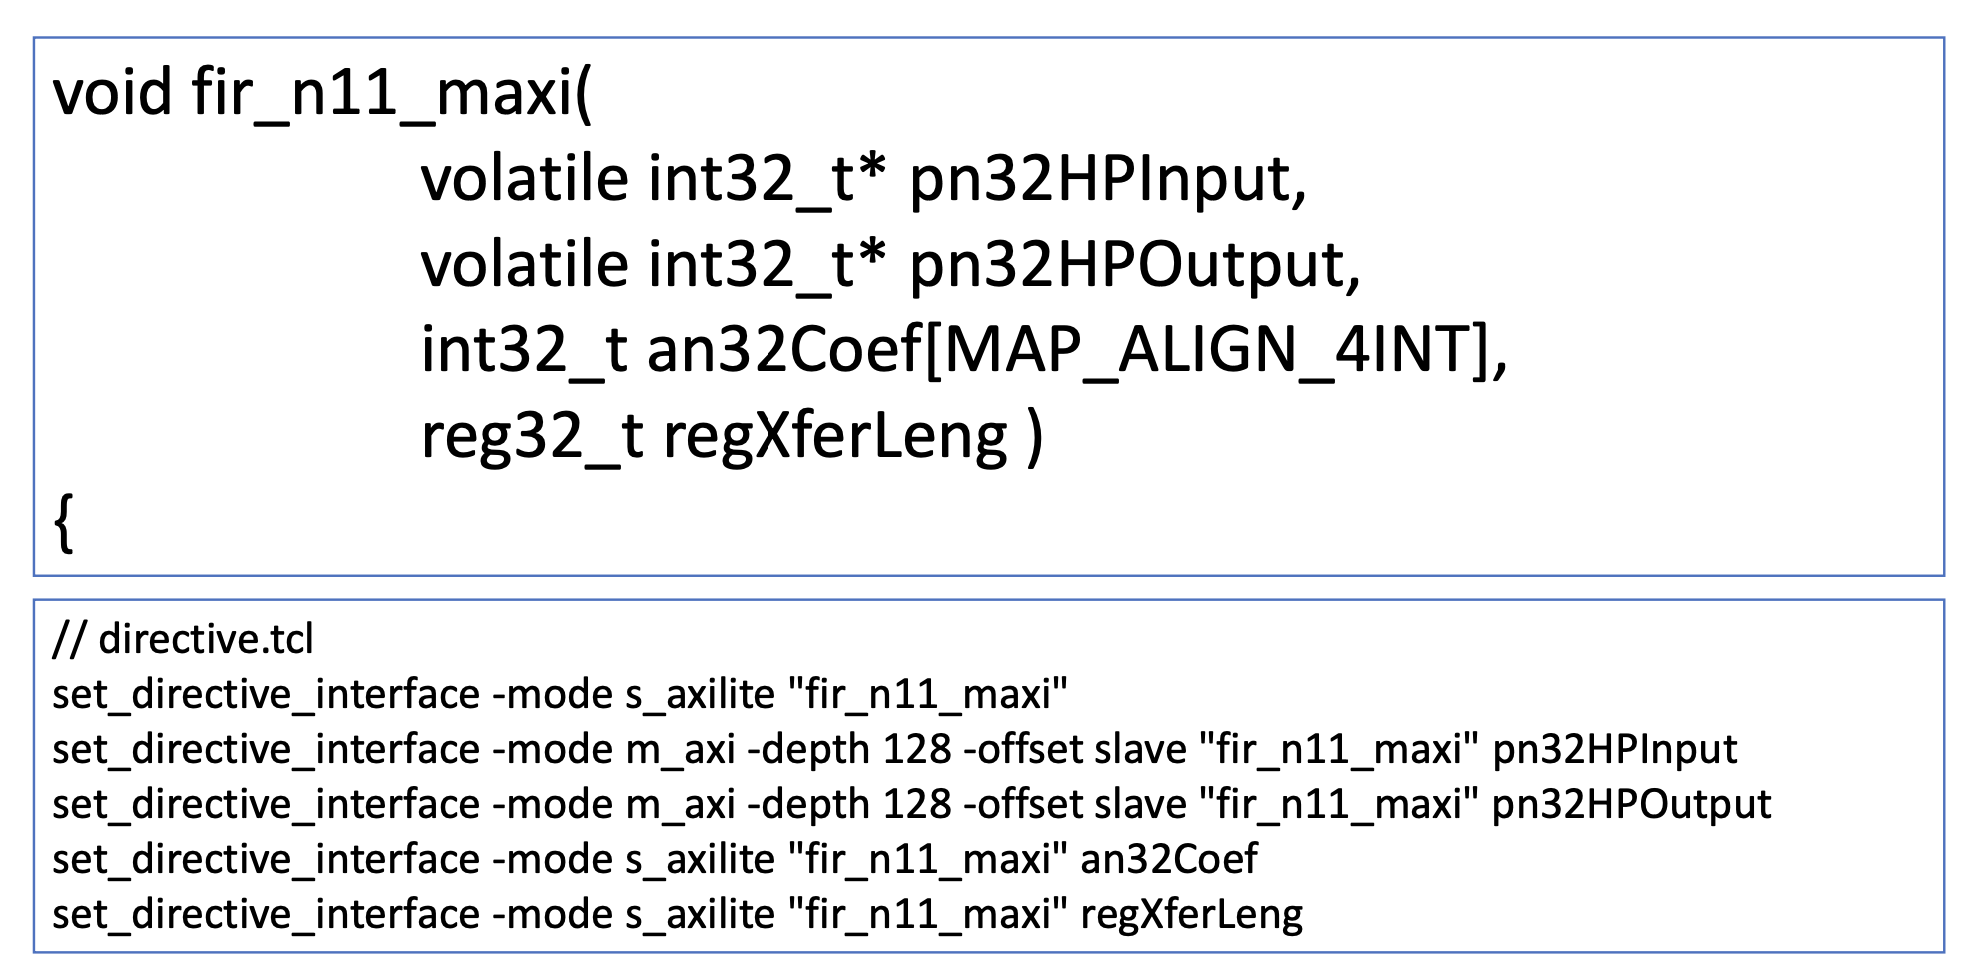 void fir_n11_maxi(
volatile int32_t* pn32HPInput,
volatile int32_t* pn32HPOutput,
int32_t an32Coef[MAP_ALIGN_4INT],
reg32_t regXferLeng )
{
// directive.tcl
set_directive_interface -mode s_axilite "fir_n11_maxi"
set_directive_interface -mode m_axi -depth 128 -offset slave "fir_n11_maxi" pn32HPInput
set_directive_interface -mode m_axi -depth 128 -offset slave "fir_n11_maxi" pn32HPOutput
set_directive_interface -mode s_axilite "fir_n11_maxi" an32Coef
set_directive_interface -mode s_axilite "fir_n11_maxi" regXferLeng